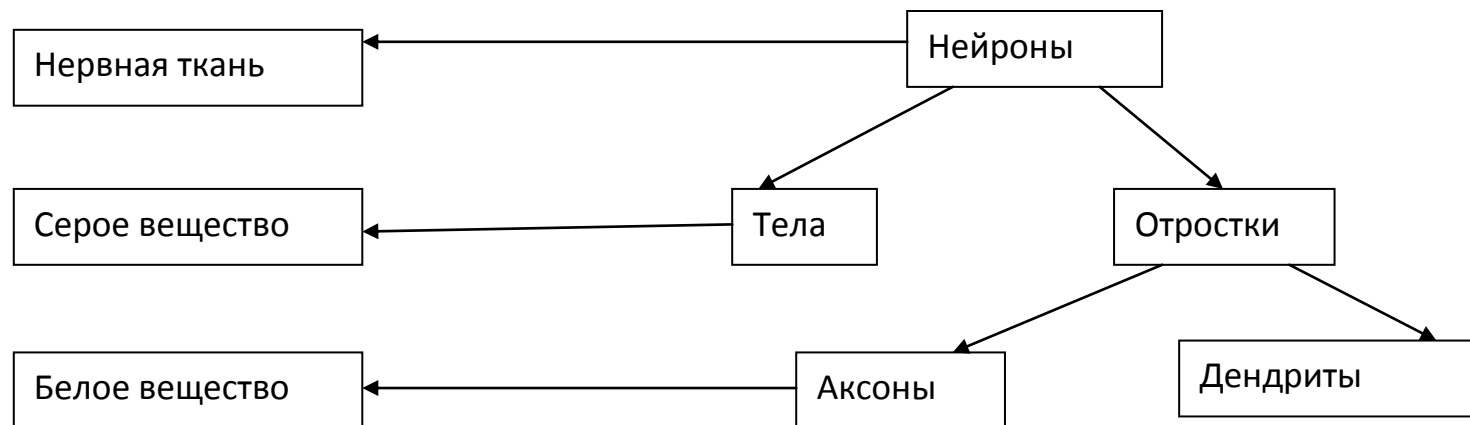 Нейроны
Нервная ткань
Серое вещество
Тела
Отростки
Белое вещество
Аксоны
Дендриты